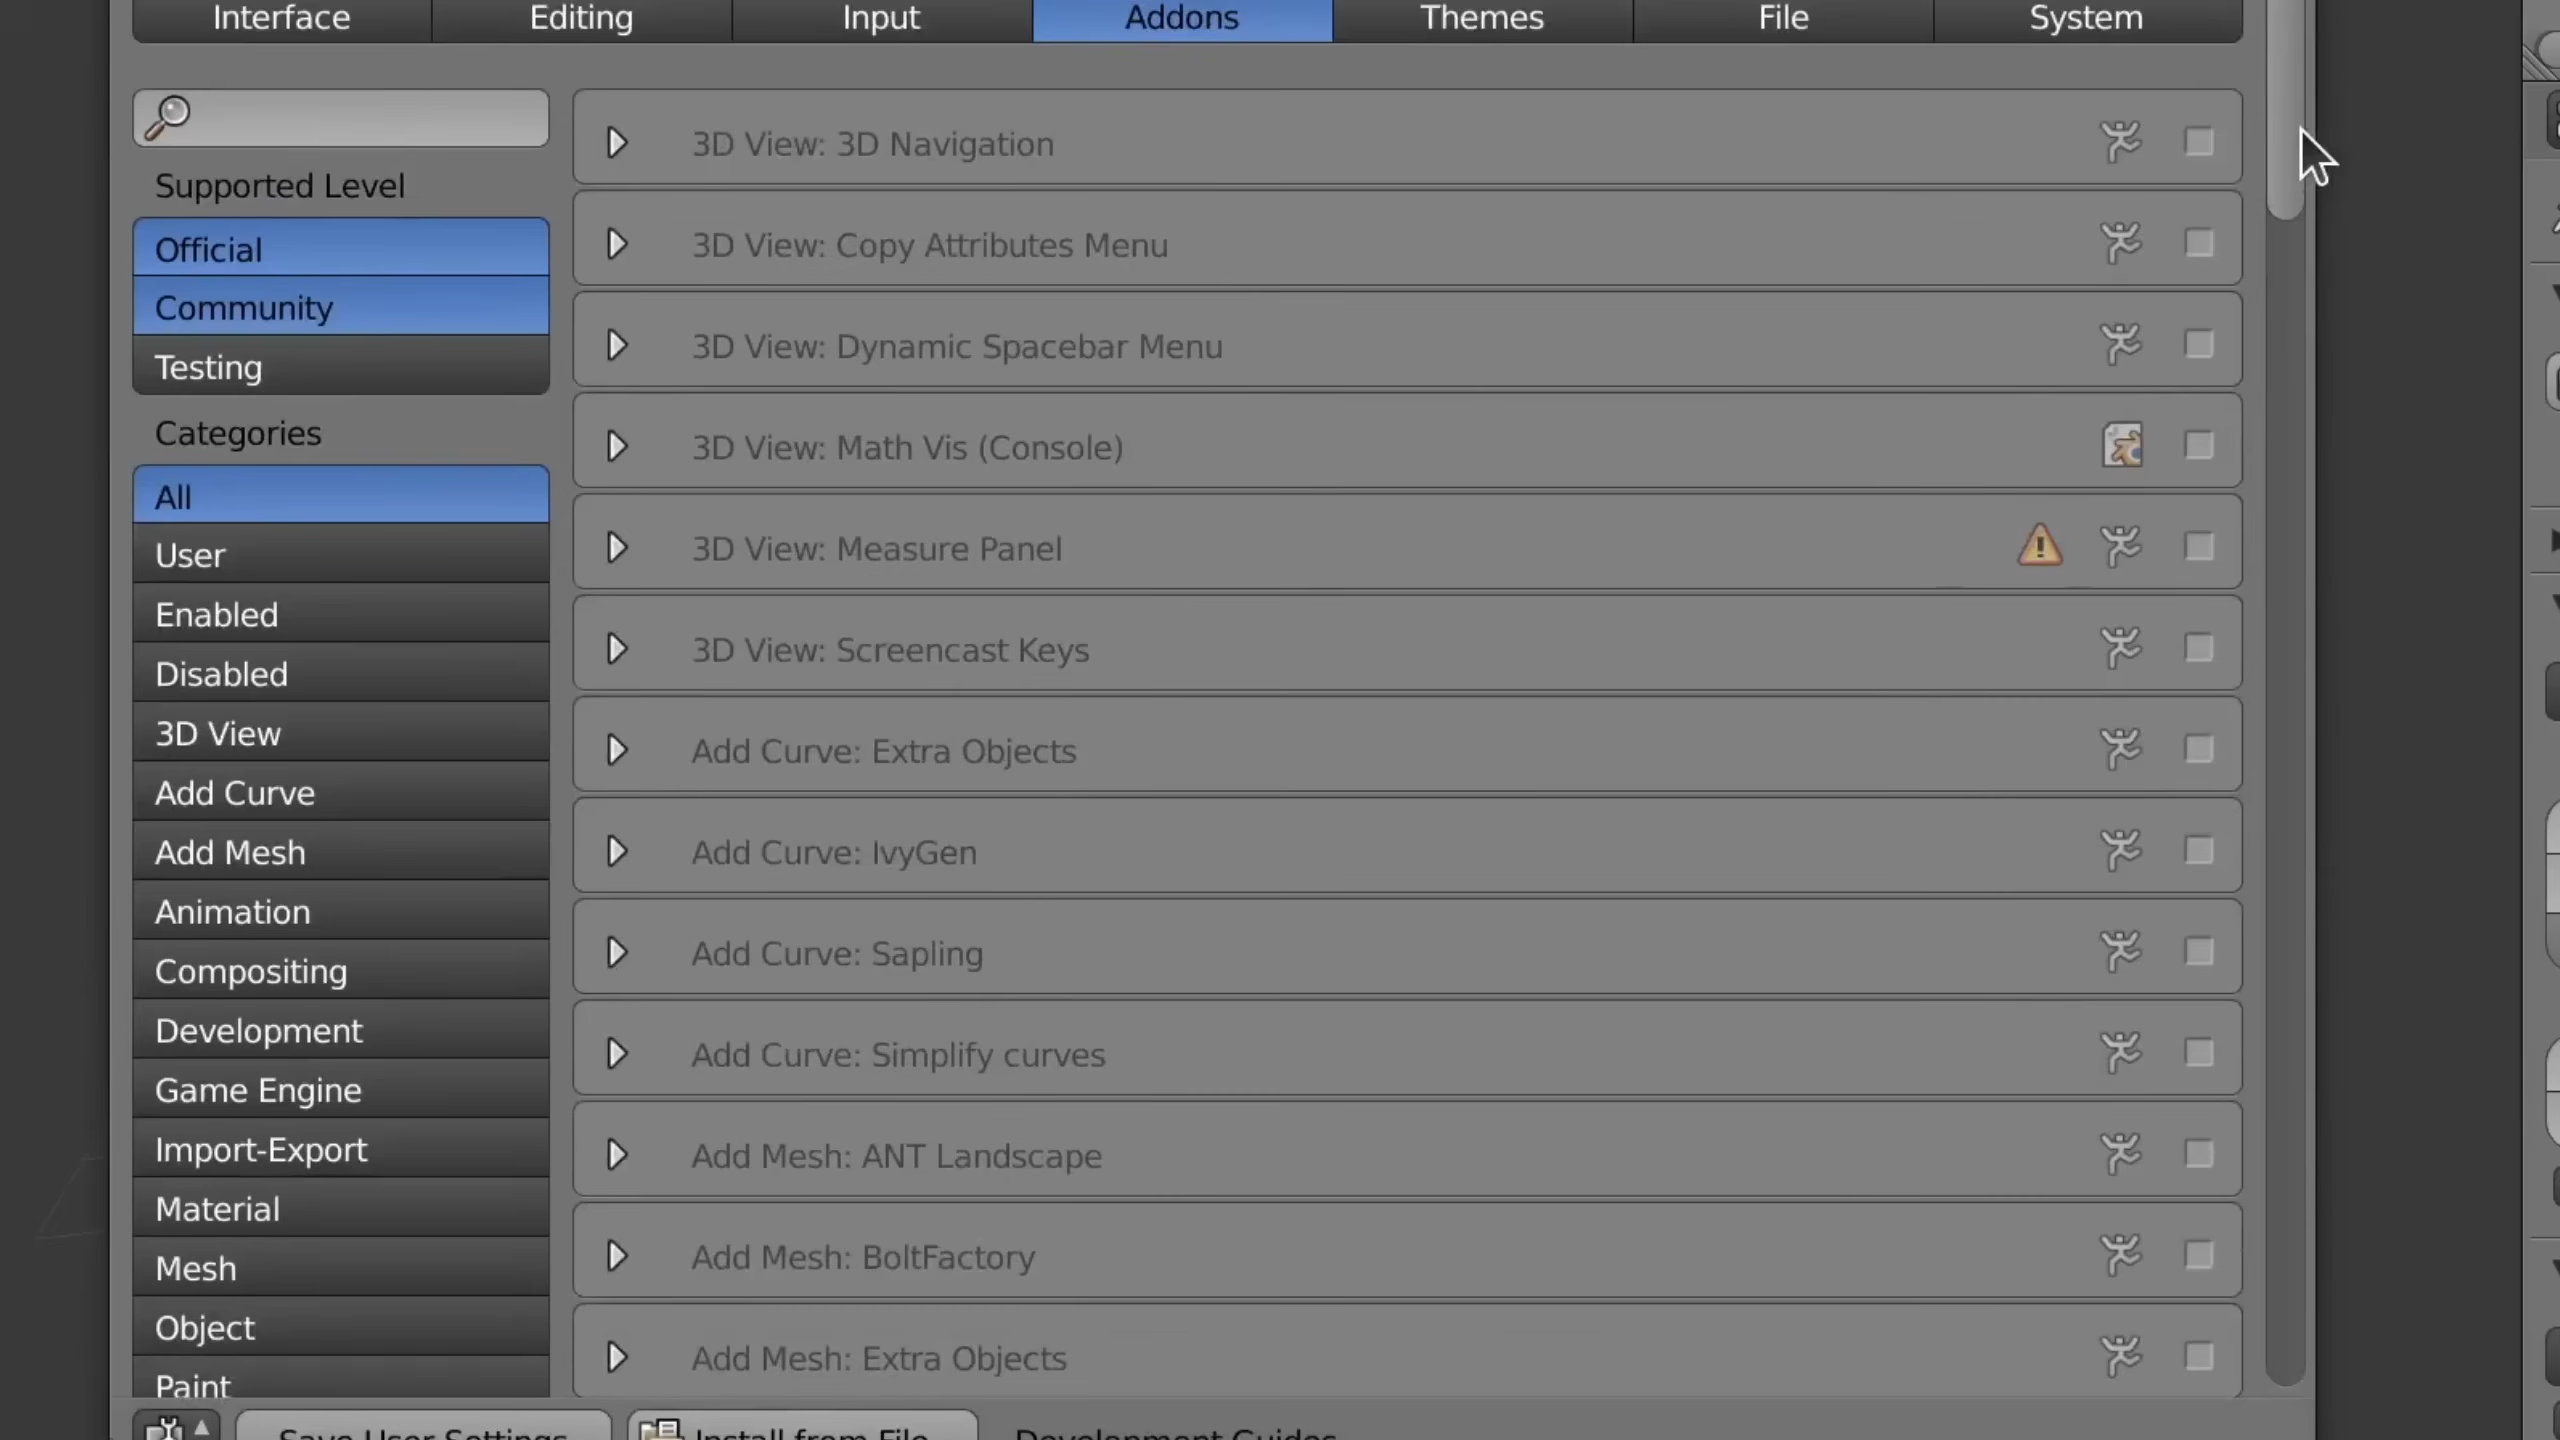 Interface Editing Input Addons Themes File System
Supported Level
Official
Community
Testing
Categories
All
User
Enabled
Disabled
3D View
Add Curve
Add Mesh
Animation
Compositing
Development
Game Engine
Import-Export
Material
Mesh
Object
Paint
3D View: 3D Navigation
3D View: Copy Attributes Menu
3D View: Dynamic Spacebar Menu
3D View: Math Vis (Console)
3D View: Measure Panel
3D View: Screencast Keys
Add Curve: Extra Objects
Add Curve: IvyGen
Add Curve: Sapling
Add Curve: Simplify curves
Add Mesh: ANT Landscape
Add Mesh: BoltFactory
Add Mesh: Extra Objects
Save User Settings Install from File... Development Guides